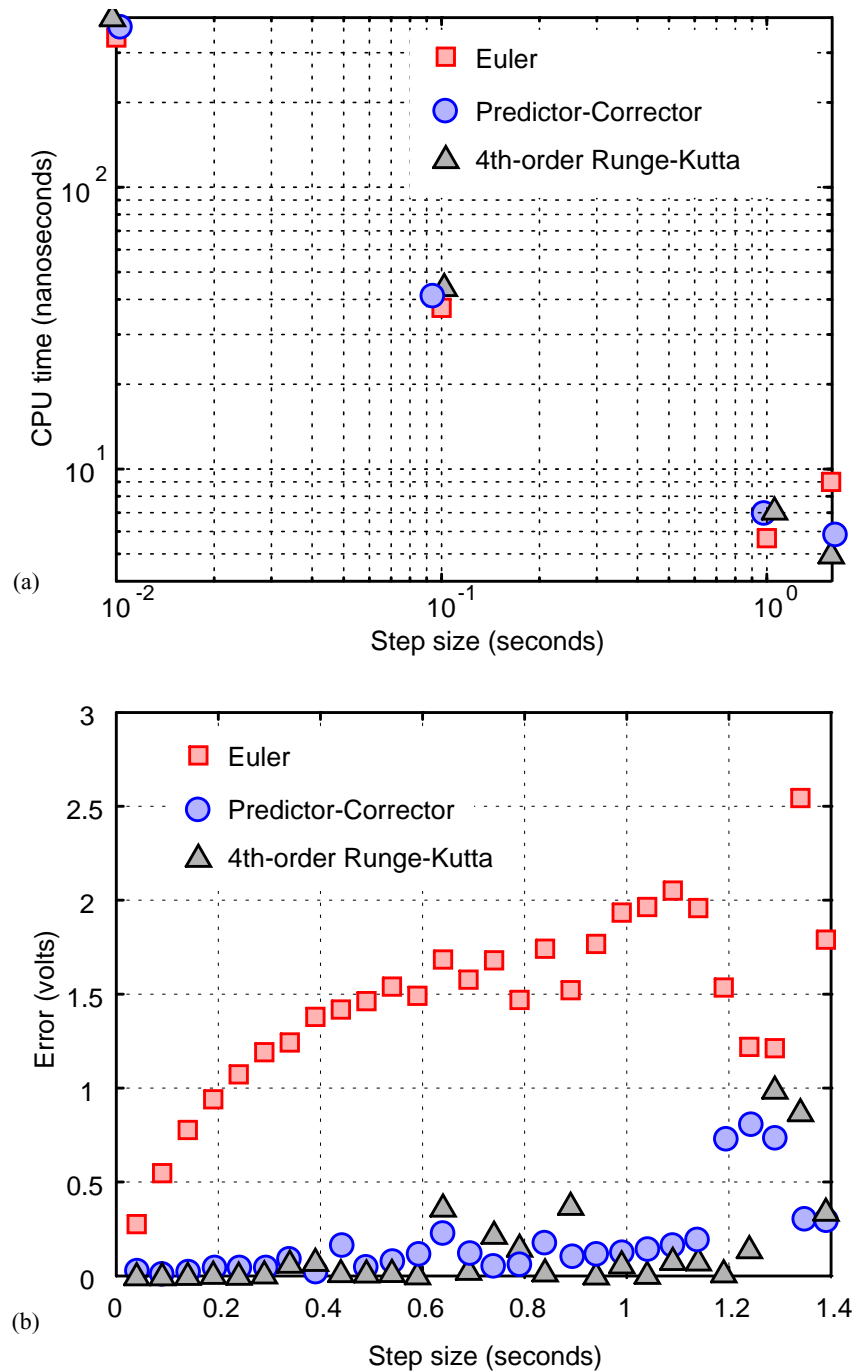 Euler
Predictor-Corrector
4th-order Runge-Kutta
CPU time (nanoseconds)
10^2
10^1
(a)
10^-2
10^-1
10^0
Step size (seconds)
Euler
Predictor-Corrector
4th-order Runge-Kutta
Error (volts)
3
2.5
2
1.5
1
0.5
0
0
0.2
0.4
0.6
0.8
1
1.2
1.4
(b)
Step size (seconds)